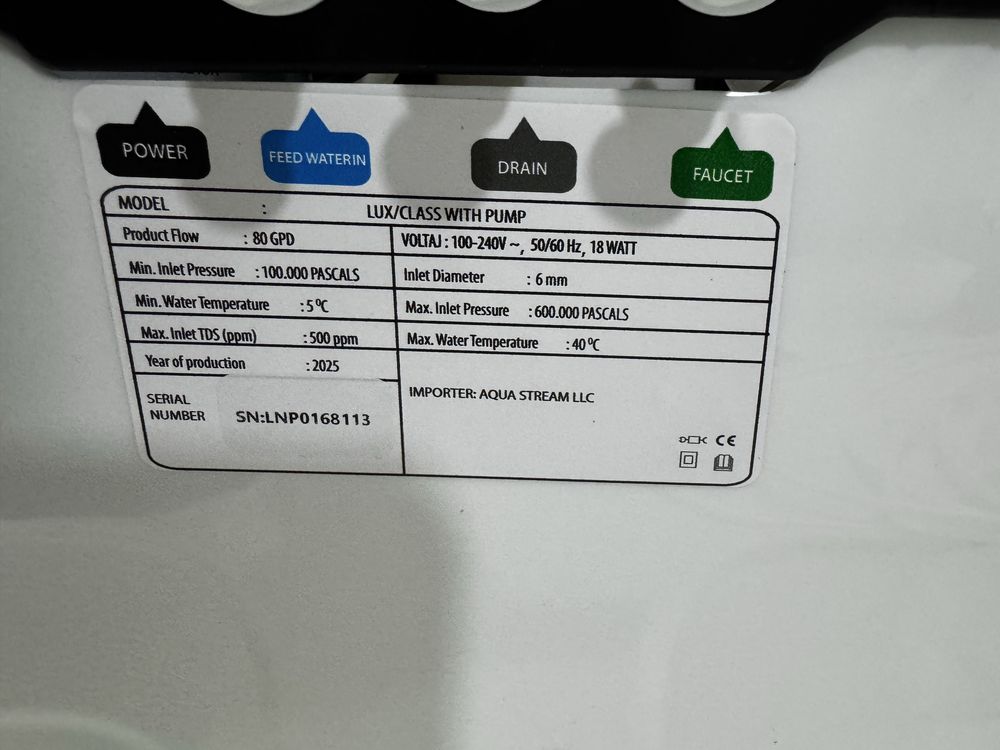 POWER
FEED WATERIN
DRAIN
FAUCET
MODEL : LUX/CLASS WITH PUMP
Product Flow : 80 GPD
VOLTAJ : 100-240V ~, 50/60 Hz, 18 WATT
Min. Inlet Pressure : 100.000 PASCALS
Inlet Diameter : 6 mm
Min. Water Temperature : 5 ºC
Max. Inlet Pressure : 600.000 PASCALS
Max. Inlet TDS (ppm) : 500 ppm
Max. Water Temperature : 40 ºC
Year of production : 2025
IMPORTER: AQUA STREAM LLC
SERIAL
NUMBER
SN:LNP0168113
CE